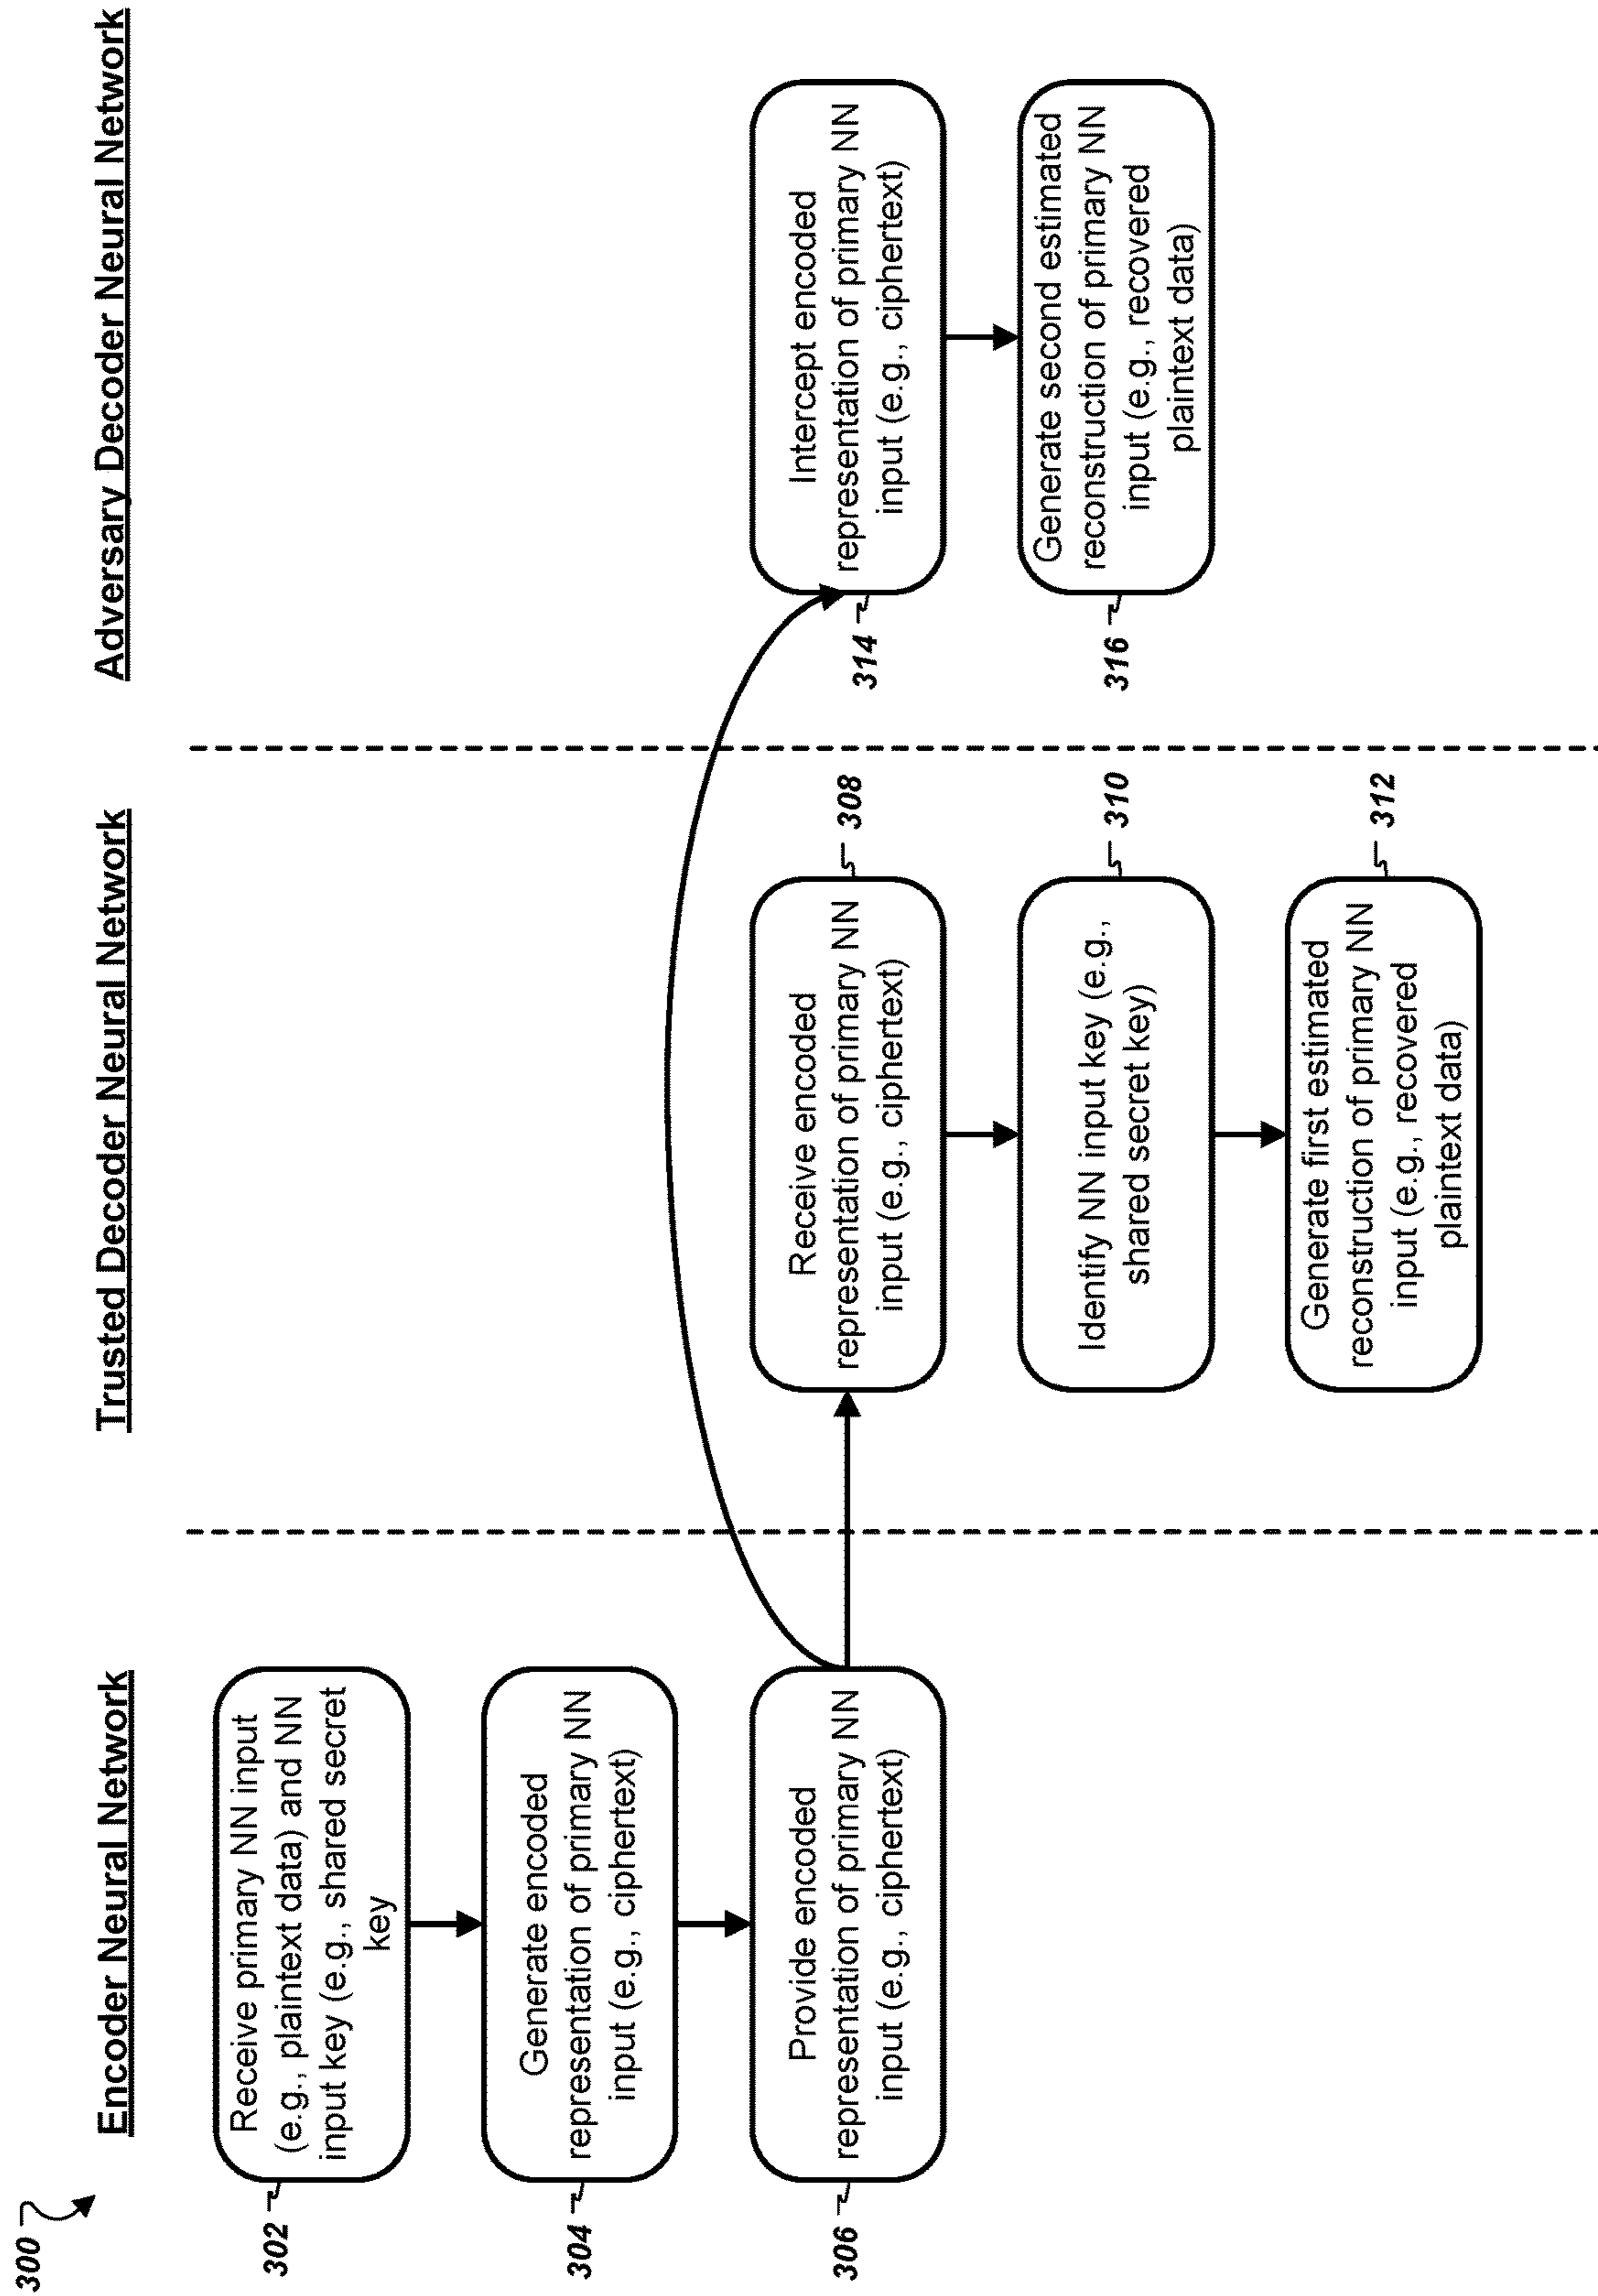 300
Encoder Neural Network
Trusted Decoder Neural Network
Adversary Decoder Neural Network
302
Receive primary NN input
(e.g., plaintext data) and NN
input key (e.g., shared secret
key
304
Generate encoded
representation of primary NN
input (e.g., ciphertext)
306
Provide encoded
representation of primary NN
input (e.g., ciphertext)
308
Receive encoded
representation of primary NN
input (e.g., ciphertext)
310
Identify NN input key (e.g.,
shared secret key)
312
Generate first estimated
reconstruction of primary NN
input (e.g., recovered
plaintext data)
314
Intercept encoded
representation of primary NN
input (e.g., ciphertext)
316
Generate second estimated
reconstruction of primary NN
input (e.g., recovered
plaintext data)